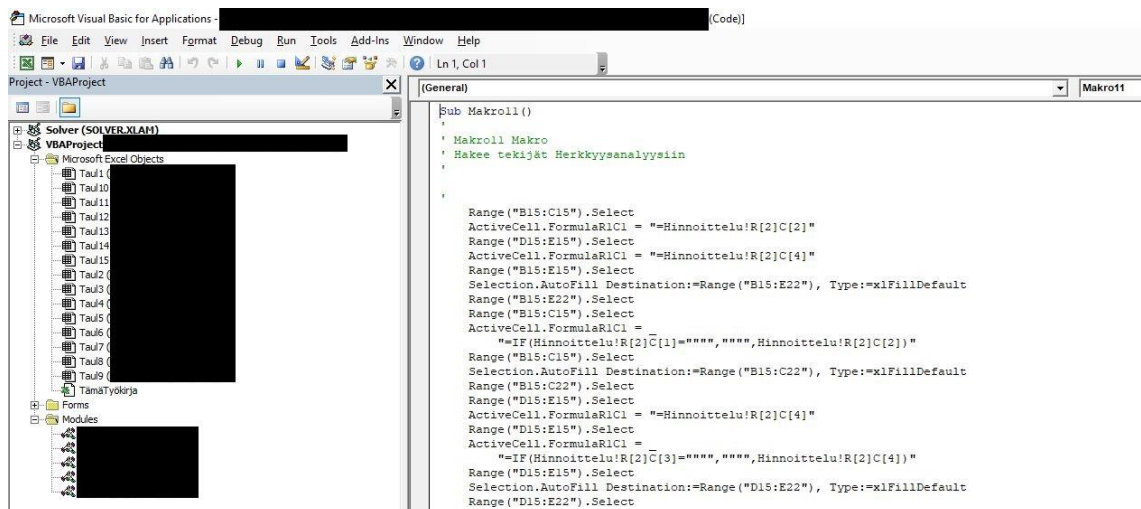 Microsoft Visual Basic for Applications - (Code)]
File Edit View Insert Format Debug Run Tools Add-Ins Window Help
Ln 1, Col 1
Project - VBAProject
Solver (SOLVER.XLAM)
VBAProject
Microsoft Excel Objects
Taul1 (
Taul10
Taul11
Taul12
Taul13
Taul14
Taul15
Taul2 (
Taul3 (
Taul4 (
Taul5 (
Taul6 (
Taul7 (
Taul8 (
Taul9 (
TämäTyökirja
Forms
Modules
(General) Makro11
Sub Makro11()
'
' Makro11 Makro
' Hakee tekijät Herkkyysanalyysiin
'
'
Range("B15:C15").Select
ActiveCell.FormulaR1C1 = "=Hinnoittelu!R[2]C[2]"
Range("D15:E15").Select
ActiveCell.FormulaR1C1 = "=Hinnoittelu!R[2]C[4]"
Range("B15:E15").Select
Selection.AutoFill Destination:=Range("B15:E22"), Type:=xlFillDefault
Range("B15:E22").Select
Range("B15:C15").Select
ActiveCell.FormulaR1C1 = _
"=IF(Hinnoittelu!R[2]C[1]="""","""",Hinnoittelu!R[2]C[2])"
Range("B15:C15").Select
Selection.AutoFill Destination:=Range("B15:C22"), Type:=xlFillDefault
Range("B15:C22").Select
Range("D15:E15").Select
ActiveCell.FormulaR1C1 = "=Hinnoittelu!R[2]C[4]"
Range("D15:E15").Select
ActiveCell.FormulaR1C1 = _
"=IF(Hinnoittelu!R[2]C[3]="""","""",Hinnoittelu!R[2]C[4])"
Range("D15:E15").Select
Selection.AutoFill Destination:=Range("D15:E22"), Type:=xlFillDefault
Range("D15:E22").Select